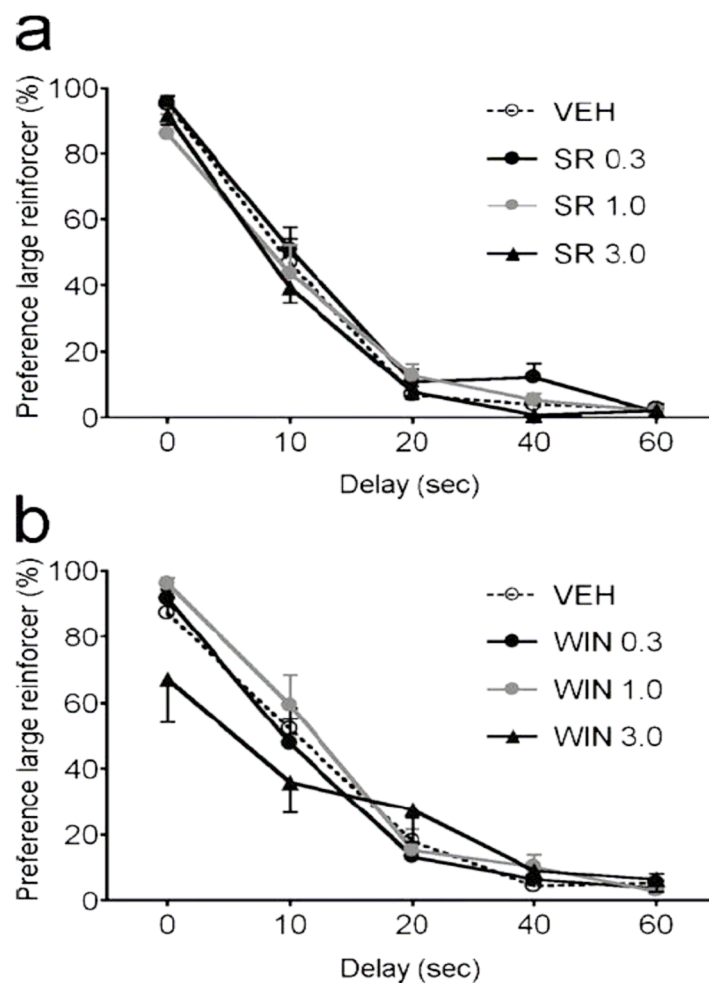 a
Preference large reinforcer (%)
100
80
60
40
20
0
VEH
SR 0.3
SR 1.0
SR 3.0
0 10 20 40 60
Delay (sec)
b
Preference large reinforcer (%)
100
80
60
40
20
0
VEH
WIN 0.3
WIN 1.0
WIN 3.0
0 10 20 40 60
Delay (sec)